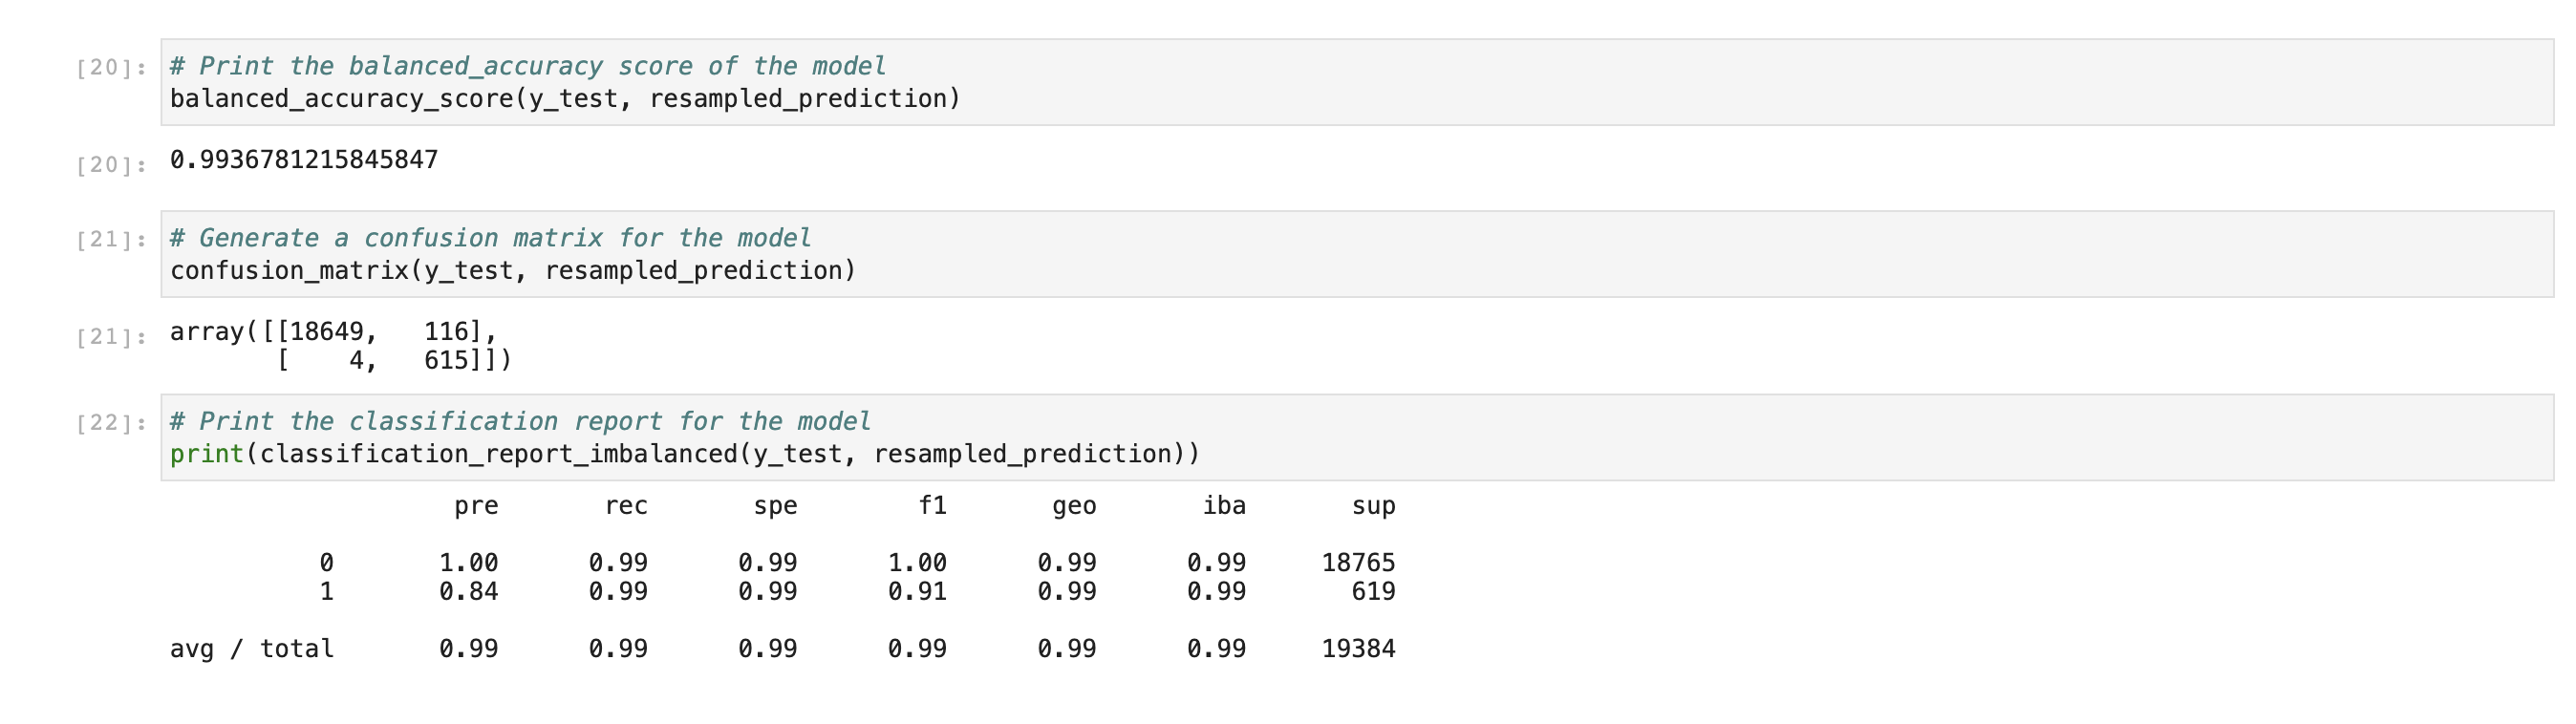 [20]: # Print the balanced_accuracy score of the model
balanced_accuracy_score(y_test, resampled_prediction)
[20]: 0.9936781215845847
[21]: # Generate a confusion matrix for the model
confusion_matrix(y_test, resampled_prediction)
[21]: array([[18649,   116],
       [    4,   615]])
[22]: # Print the classification report for the model
print(classification_report_imbalanced(y_test, resampled_prediction))
                   pre       rec       spe        f1       geo       iba       sup
          0       1.00      0.99      0.99      1.00      0.99      0.99     18765
          1       0.84      0.99      0.99      0.91      0.99      0.99       619
avg / total       0.99      0.99      0.99      0.99      0.99      0.99     19384